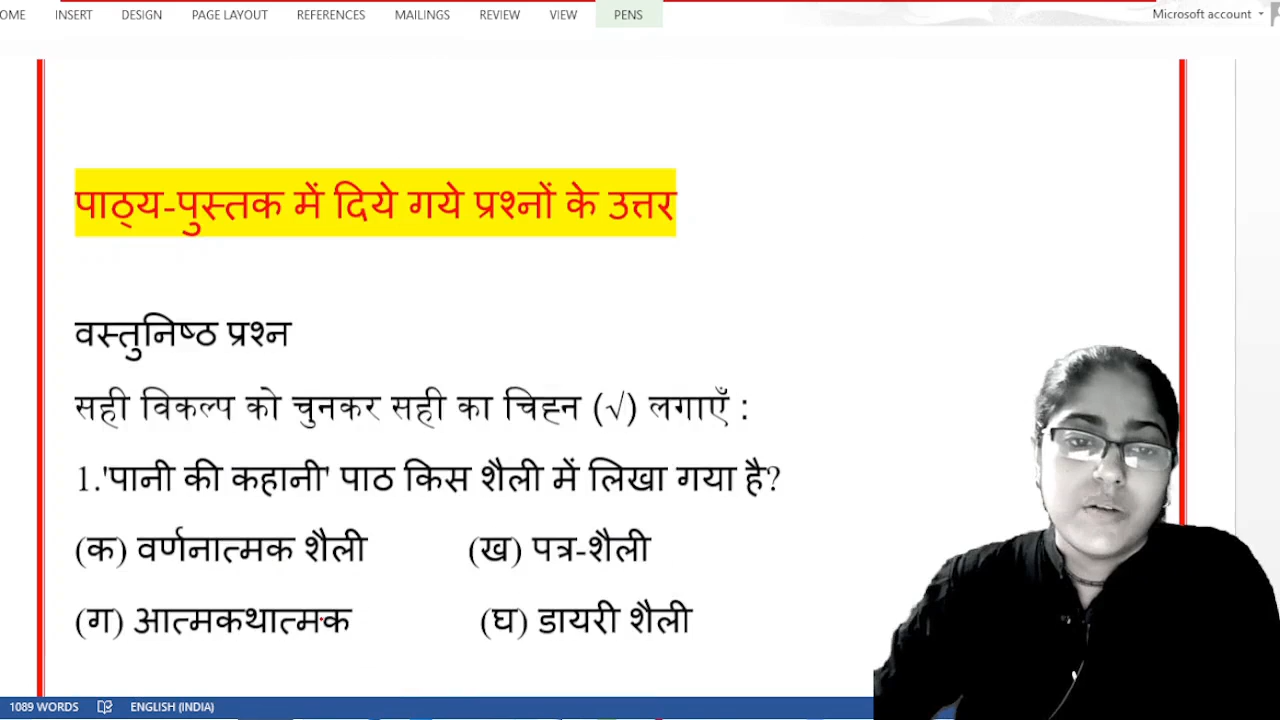 OME INSERT DESIGN PAGE LAYOUT REFERENCES MAILINGS REVIEW VIEW PENS Microsoft account
पाठ्य-पुस्तक में दिये गये प्रश्नों के उत्तर
वस्तुनिष्ठ प्रश्न
सही विकल्प को चुनकर सही का चिह्न (√) लगाएँ :
1.'पानी की कहानी' पाठ किस शैली में लिखा गया है?
(क) वर्णनात्मक शैली (ख) पत्र-शैली
(ग) आत्मकथात्मक (घ) डायरी शैली
1089 WORDS ENGLISH (INDIA)